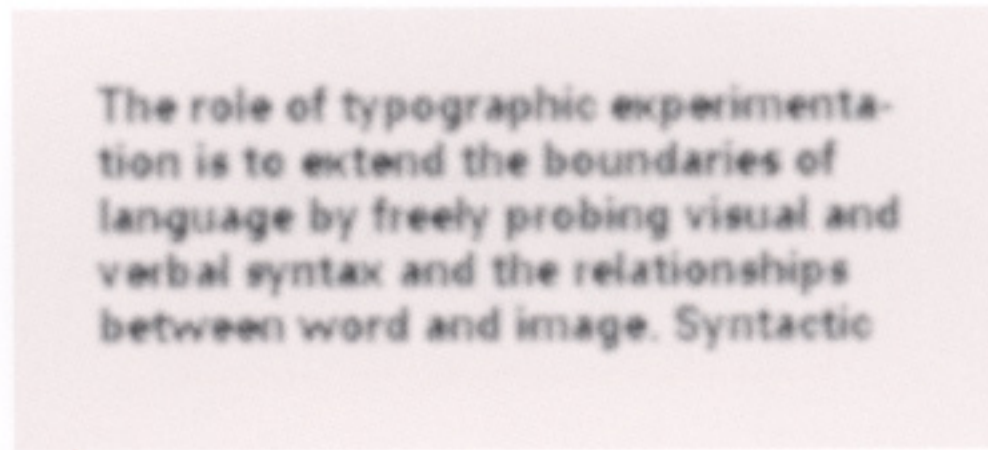 The role of typographic experimenta-
tion is to extend the boundaries of
language by freely probing visual and
verbal syntax and the relationships
between word and image. Syntactic